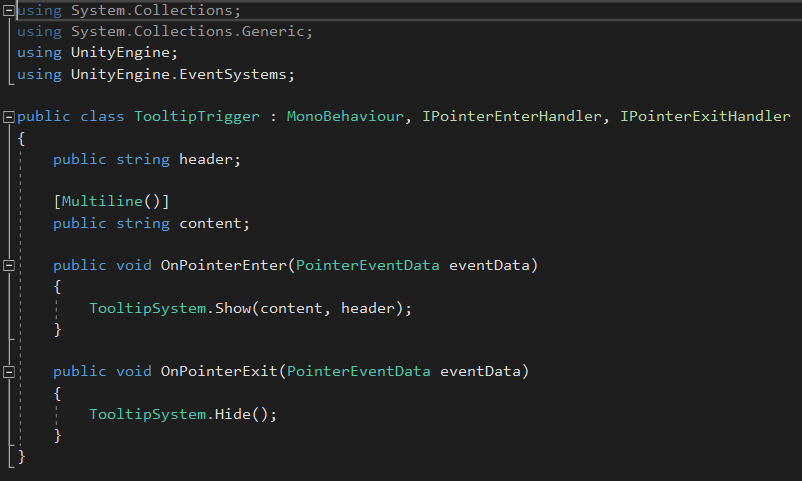 using System.Collections;
using System.Collections.Generic;
using UnityEngine;
using UnityEngine.EventSystems;

public class TooltipTrigger : MonoBehaviour, IPointerEnterHandler, IPointerExitHandler
{
    public string header;

    [Multiline()]
    public string content;

    public void OnPointerEnter(PointerEventData eventData)
    {
        TooltipSystem.Show(content, header);
    }

    public void OnPointerExit(PointerEventData eventData)
    {
        TooltipSystem.Hide();
    }
}